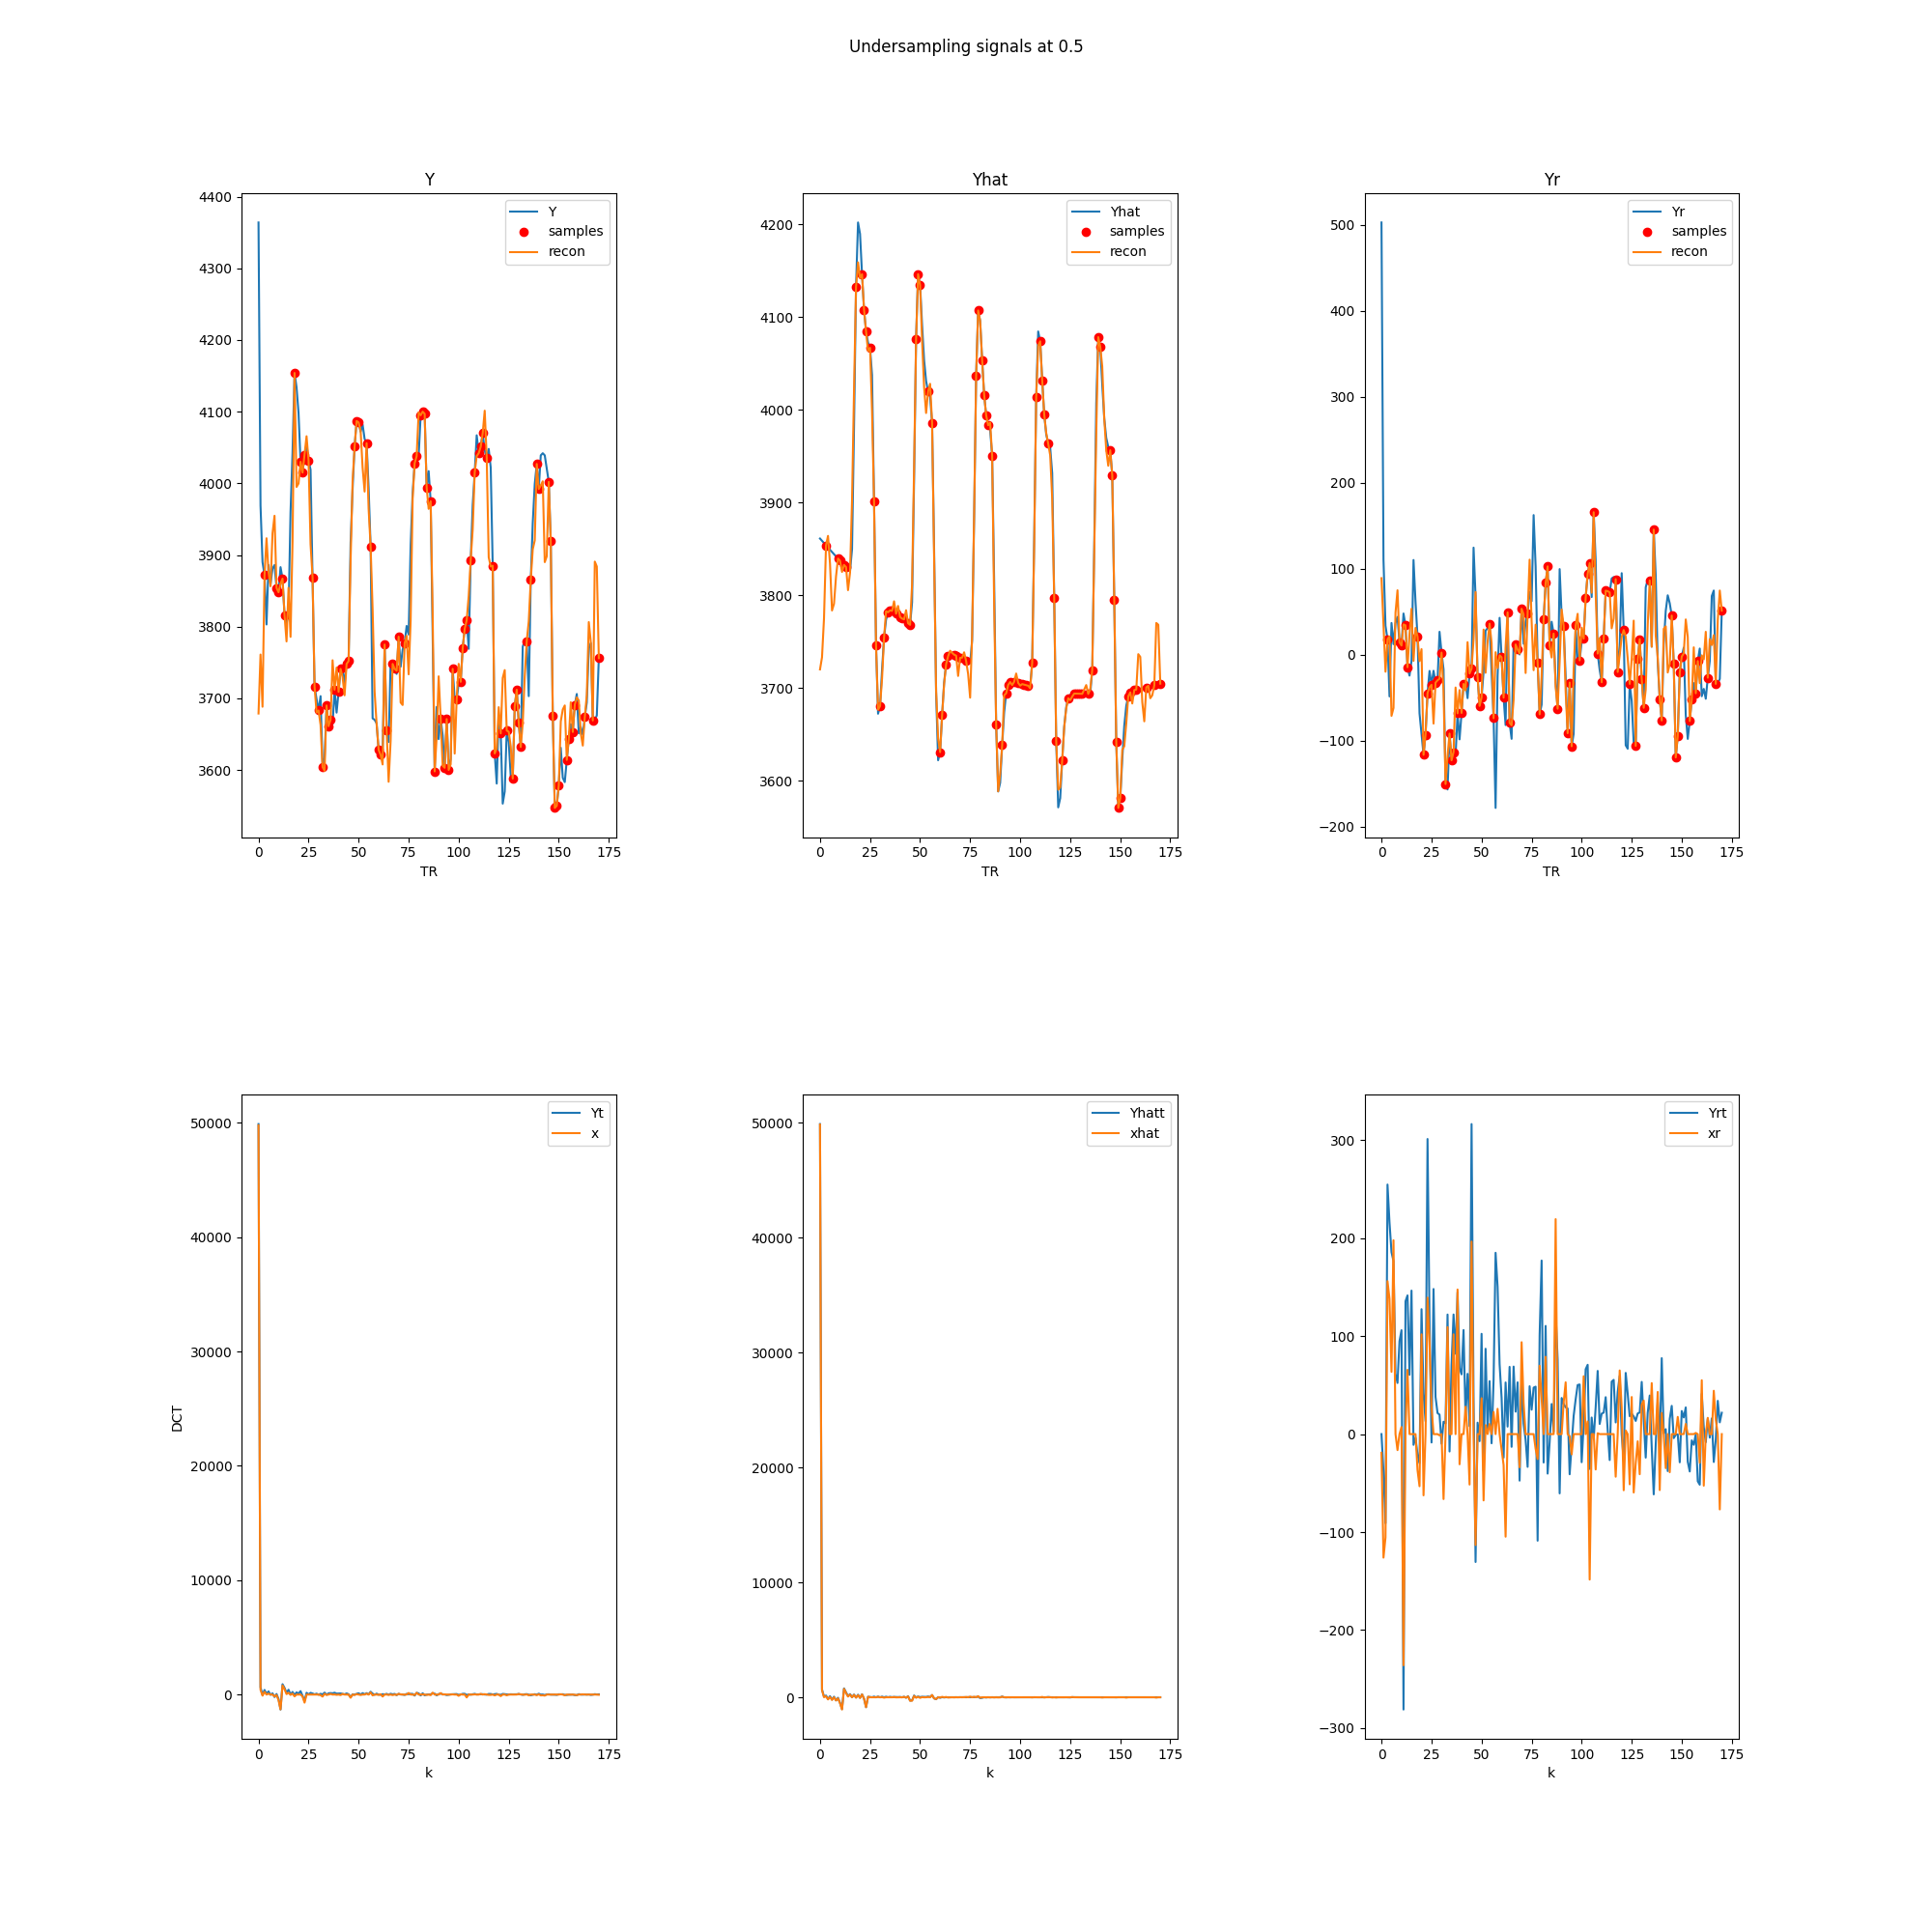 Undersampling signals at 0.5
Y
4400
4300
4200
4100
4000
3900
3800
3700
3600
0 25 50 75 100 125 150 175
TR
Y
samples
recon
Yhat
4200
4100
4000
3900
3800
3700
3600
0 25 50 75 100 125 150 175
TR
Yhat
samples
recon
Yr
500
400
300
200
100
0
−100
−200
0 25 50 75 100 125 150 175
TR
Yr
samples
recon
DCT
50000
40000
30000
20000
10000
0
0 25 50 75 100 125 150 175
k
Yt
x
50000
40000
30000
20000
10000
0
0 25 50 75 100 125 150 175
k
Yhatt
xhat
300
200
100
0
−100
−200
−300
0 25 50 75 100 125 150 175
k
Yrt
xr